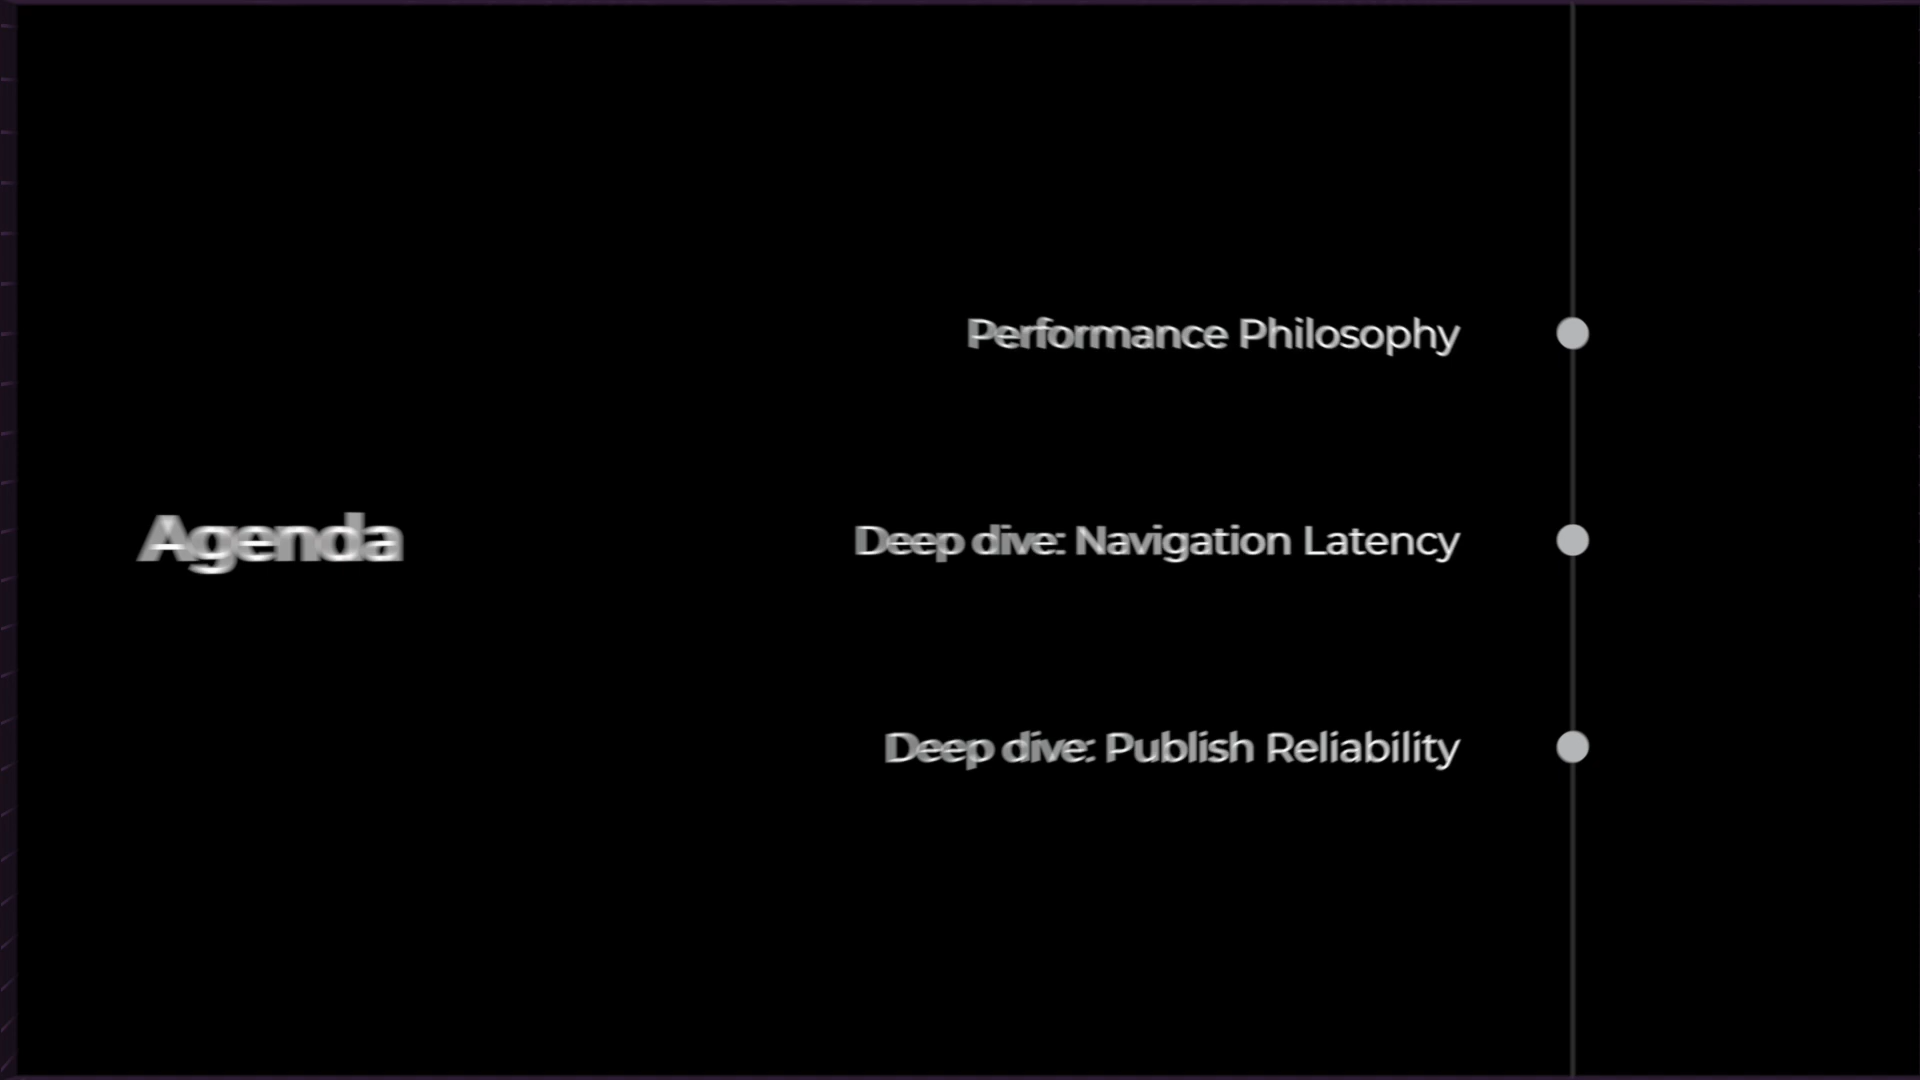 Agenda
Performance Philosophy
Deep dive: Navigation Latency
Deep dive: Publish Reliability